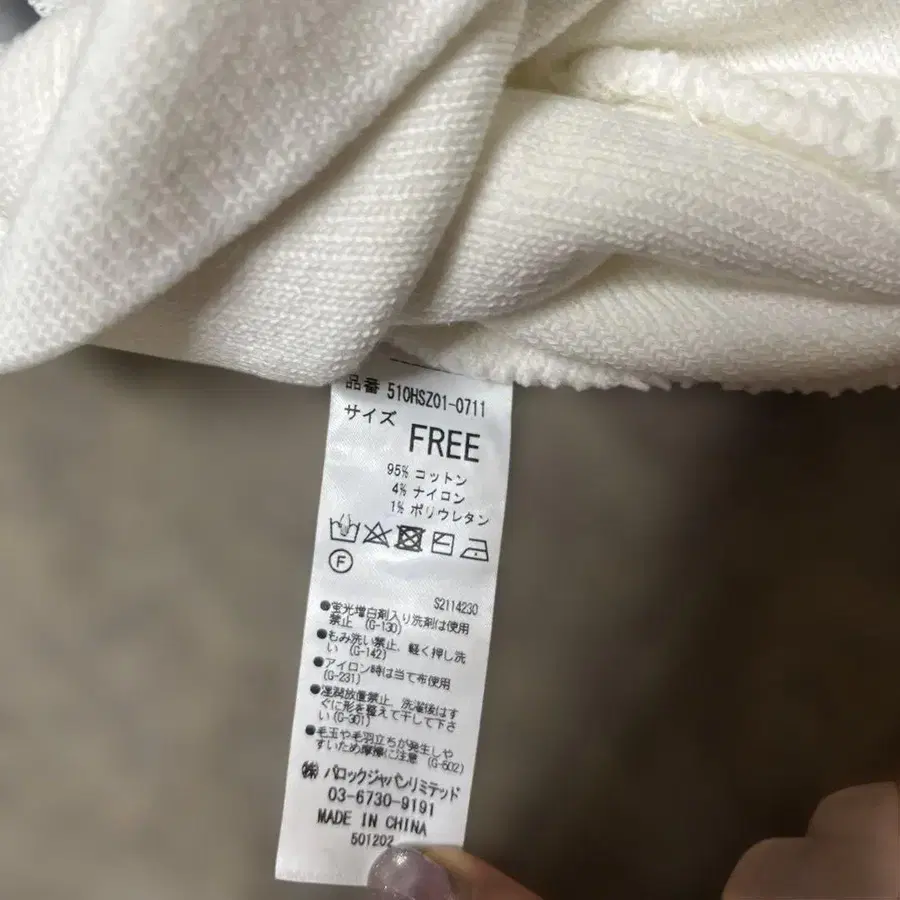 品番 510HSZ01-0711
サイズ
FREE
95% コットン
4% ナイロン
1% ポリウレタン
F
S2114230
●蛍光増白剤入り洗剤は使用
禁止 (G-130)
●もみ洗い禁止、軽く押し洗
い (G-142)
●アイロン時は当て布使用
(G-231)
●湿潤放置禁止、洗濯後はす
ぐに形を整えて干して下さ
い(G-301)
●毛玉や毛羽立ちが発生しや
すいため摩擦に注意 (G-602)
㈱ バロックジャパンリミテッド
03-6730-9191
MADE IN CHINA
501202